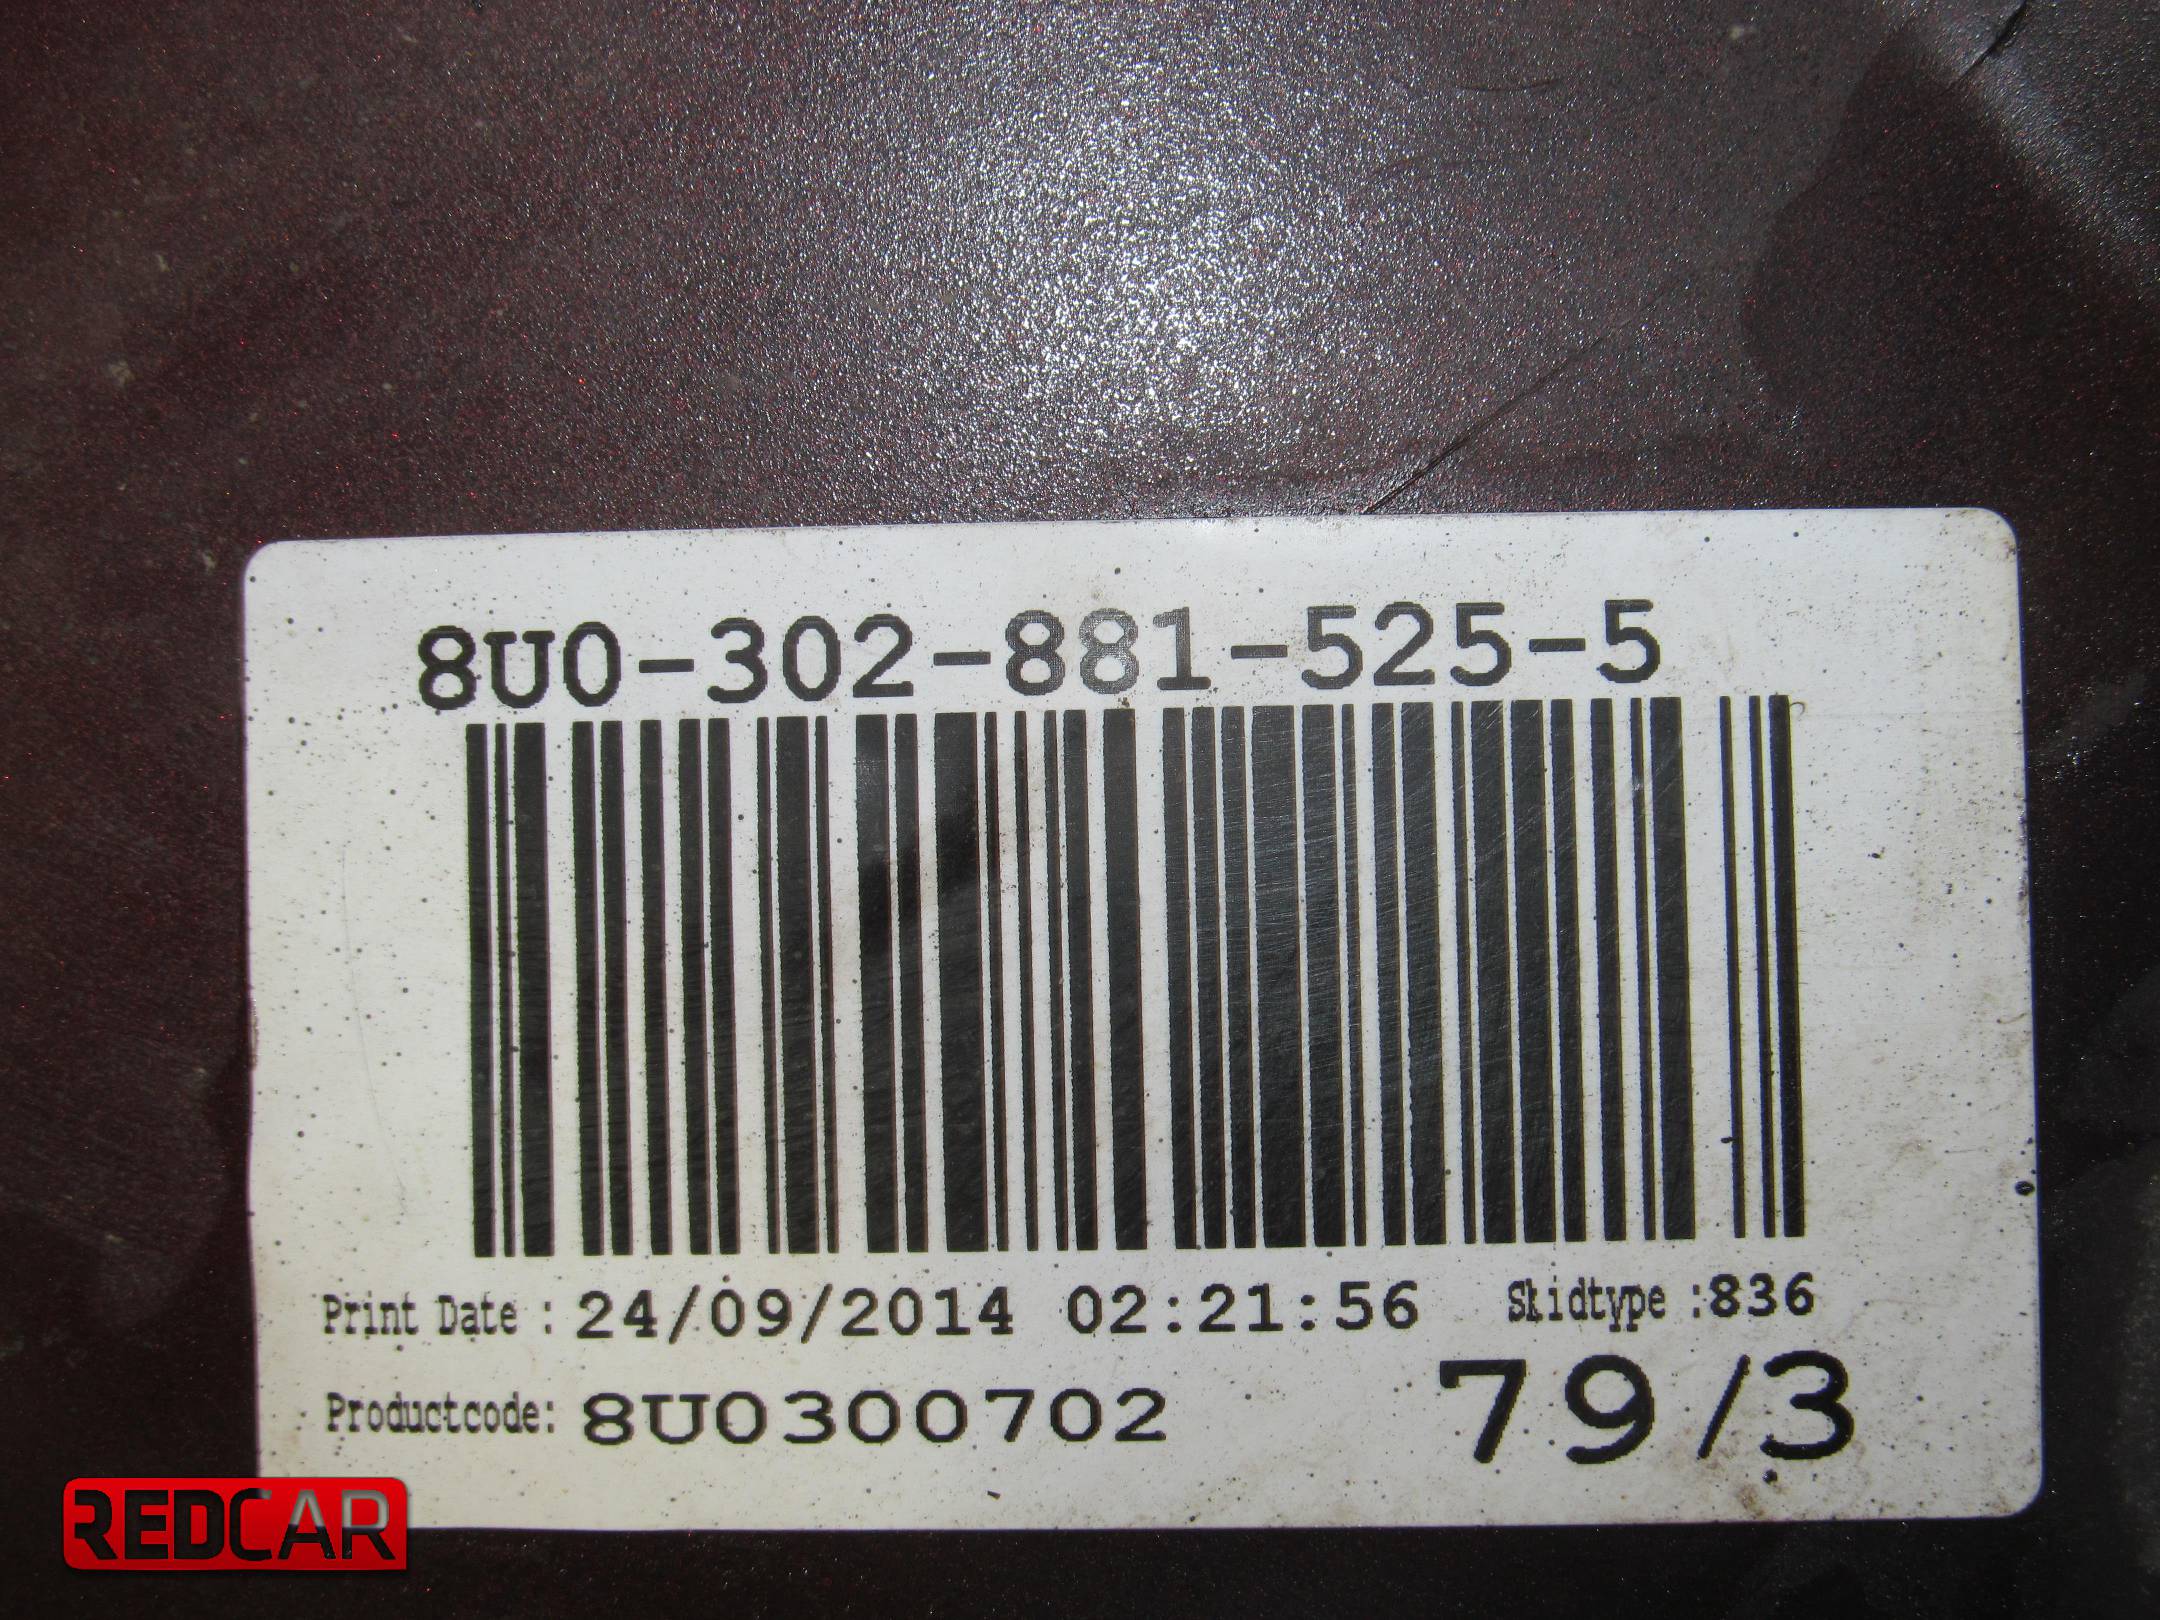 8U0-302-881-525-5
Print Date : 24/09/2014 02:21:56 Skidtype :836
Productcode: 8U0300702 79/3
REDCAR